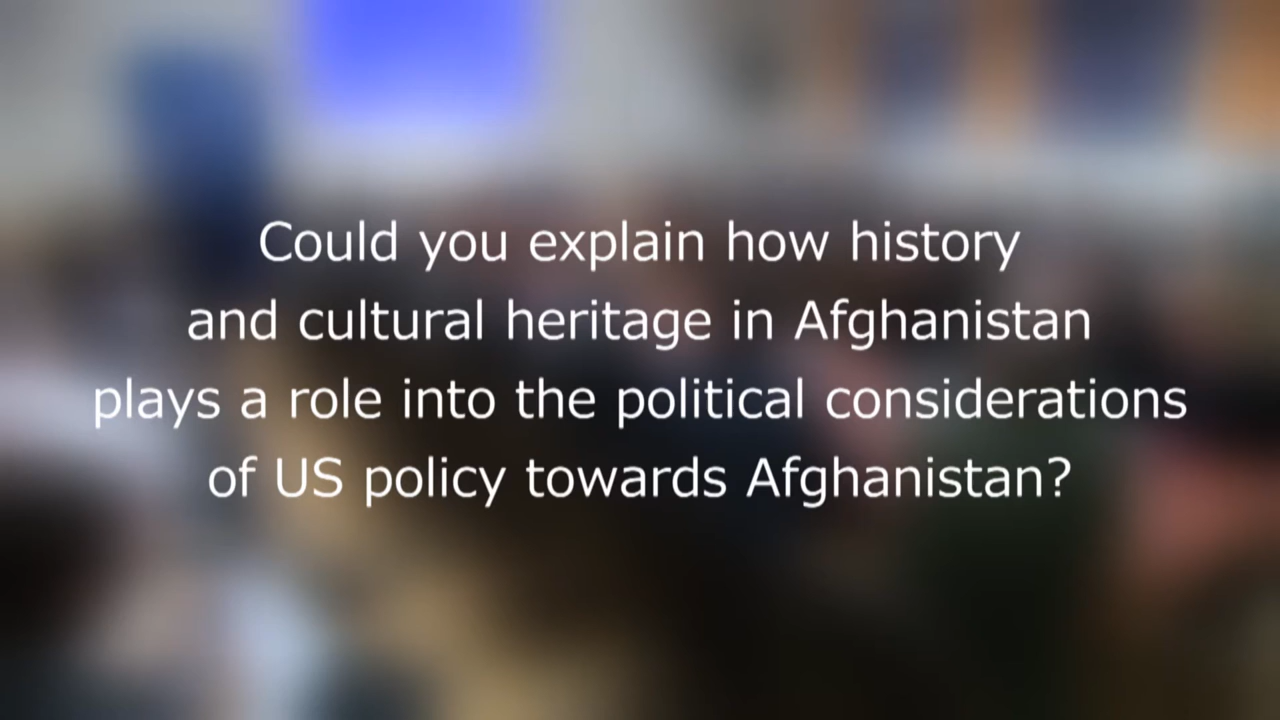 Could you explain how history
and cultural heritage in Afghanistan
plays a role into the political considerations
of US policy towards Afghanistan?